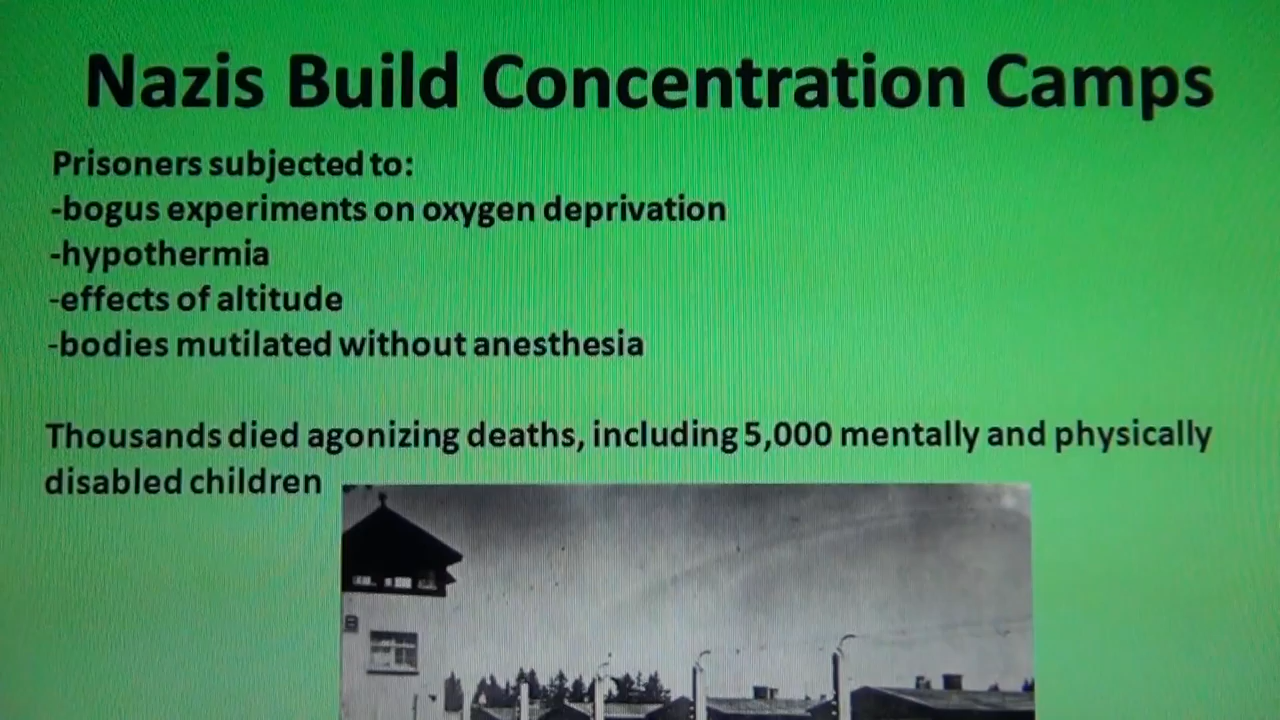 Nazis Build Concentration Camps
Prisoners subjected to:
-bogus experiments on oxygen deprivation
-hypothermia
-effects of altitude
-bodies mutilated without anesthesia
Thousands died agonizing deaths, including 5,000 mentally and physically
disabled children